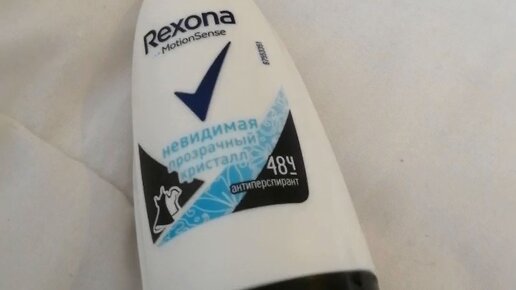 Rexona
MotionSense
невидимая
прозрачный
кристалл
48ч
антиперспирант